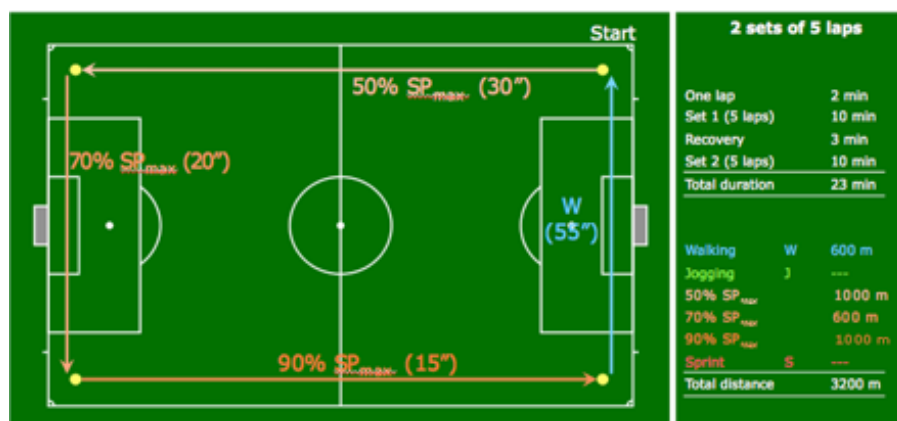 Start
50% SPmax (30”)
70% SPmax (20”)
W
(55”)
90% SPmax (15”)
2 sets of 5 laps
One lap 2 min
Set 1 (5 laps) 10 min
Recovery 3 min
Set 2 (5 laps) 10 min
Total duration 23 min
Walking W 600 m
Jogging J ---
50% SPmax 1000 m
70% SPmax 600 m
90% SPmax 1000 m
Sprint S ---
Total distance 3200 m